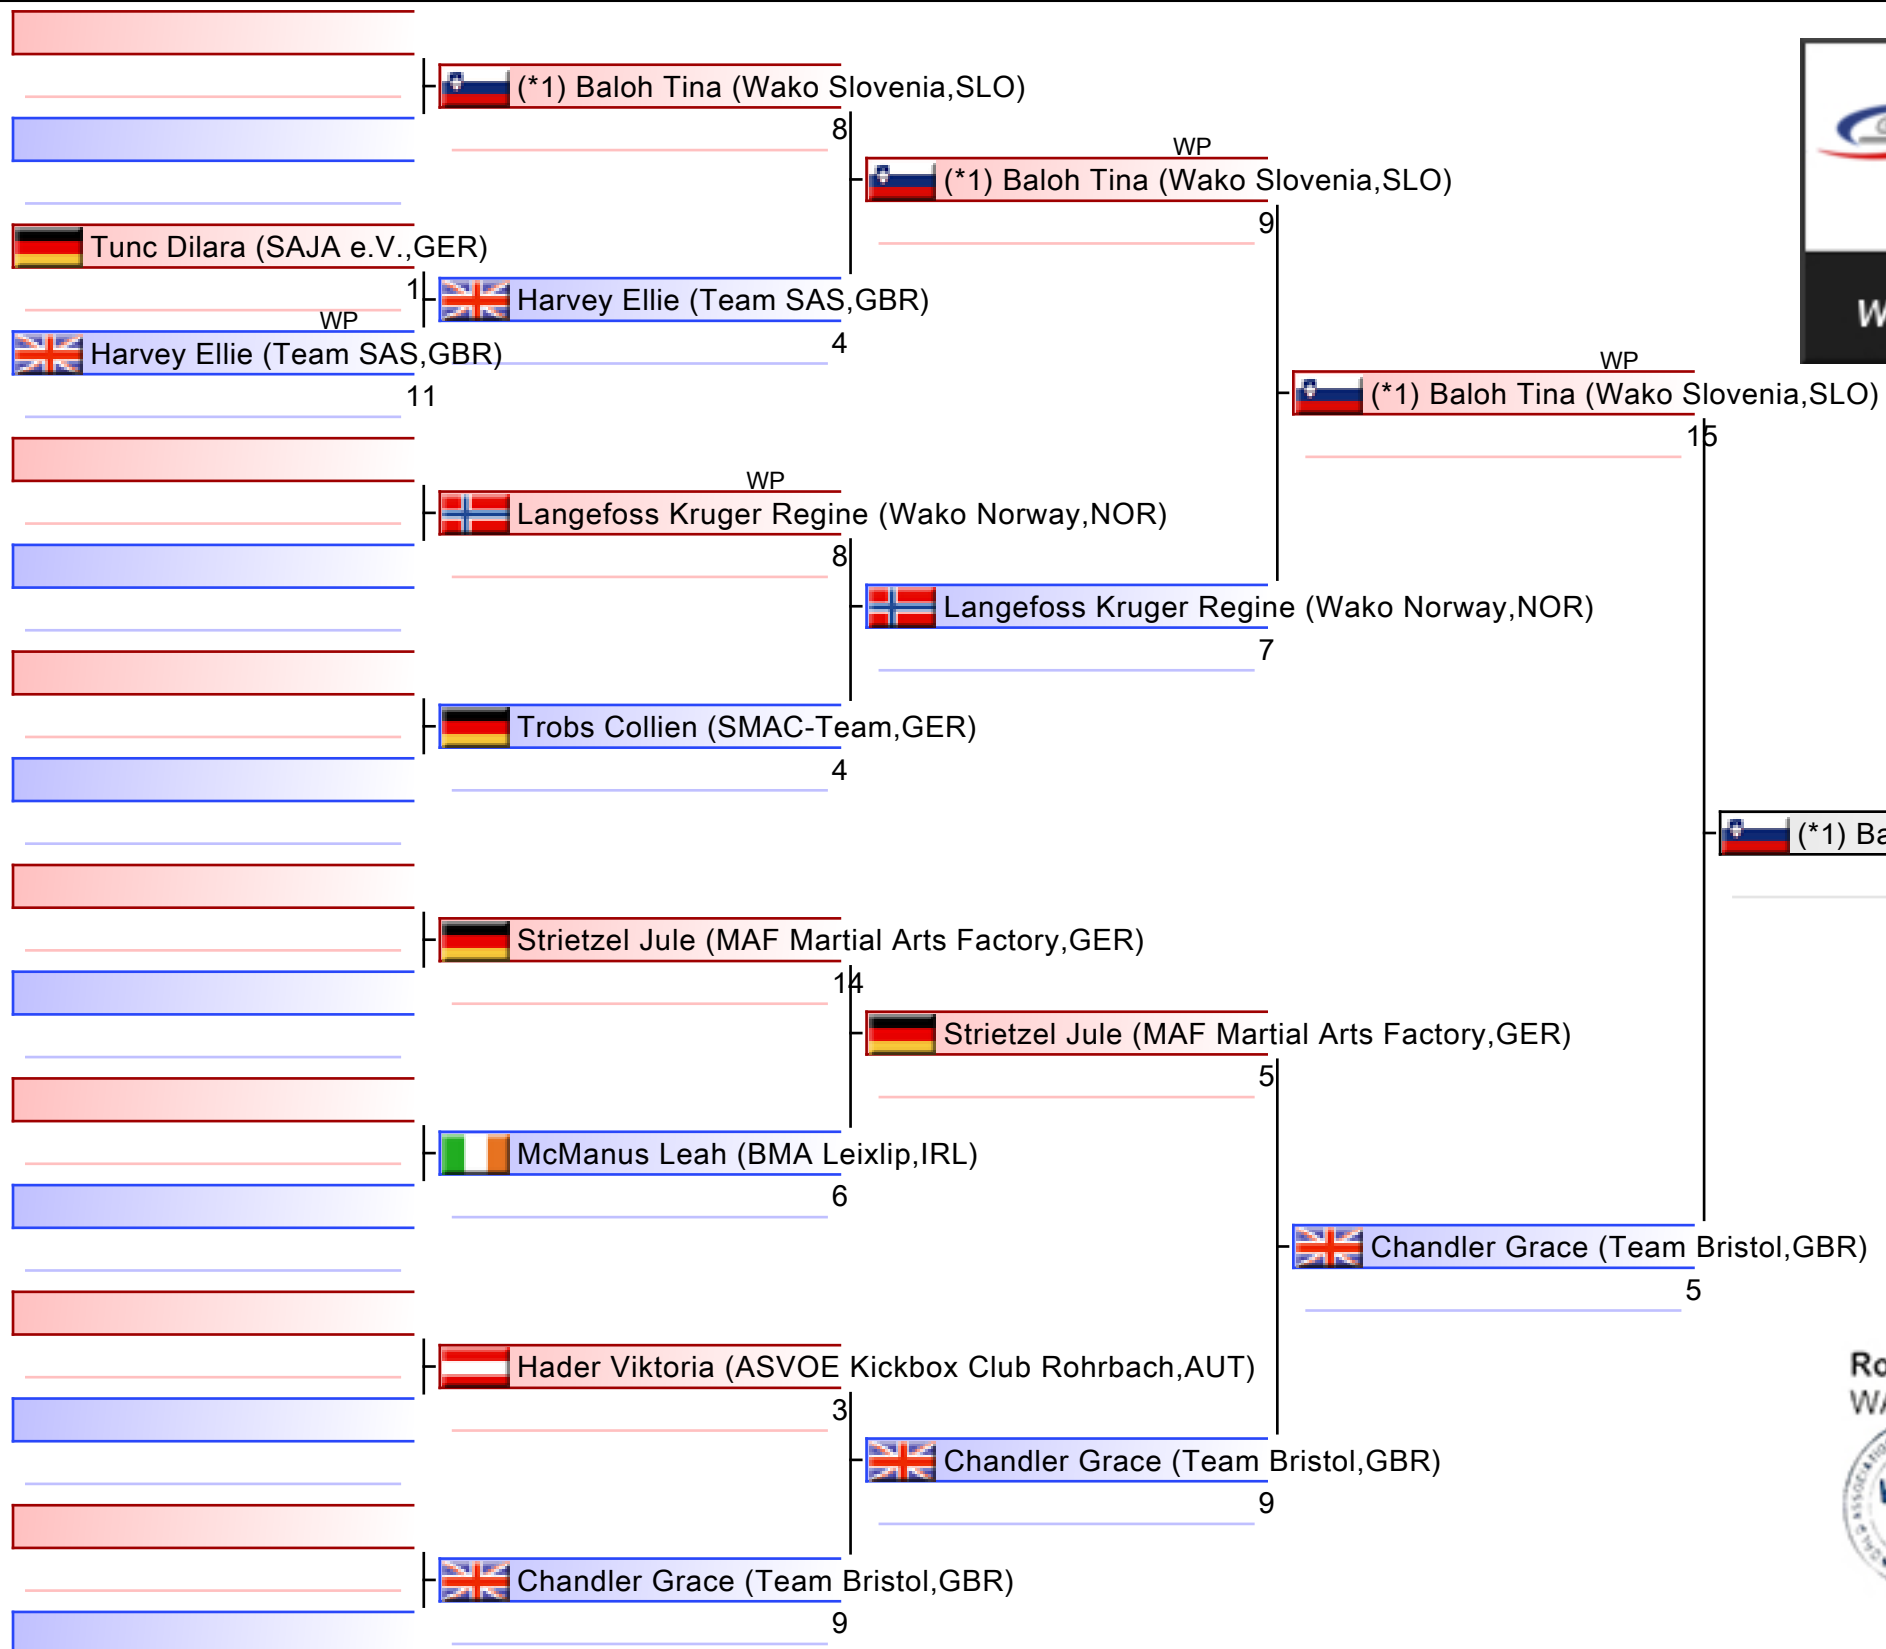 (*1) Baloh Tina (Wako Slovenia,SLO)
8
WP
(*1) Baloh Tina (Wako Slovenia,SLO)
9
Tunc Dilara (SAJA e.V.,GER)
1
Harvey Ellie (Team SAS,GBR)
4
WP
Harvey Ellie (Team SAS,GBR)
11
W
WP
(*1) Baloh Tina (Wako Slovenia,SLO)
15
WP
Langefoss Kruger Regine (Wako Norway,NOR)
8
Langefoss Kruger Regine (Wako Norway,NOR)
7
Trobs Collien (SMAC-Team,GER)
4
(*1) Ba
Strietzel Jule (MAF Martial Arts Factory,GER)
14
Strietzel Jule (MAF Martial Arts Factory,GER)
5
McManus Leah (BMA Leixlip,IRL)
6
Chandler Grace (Team Bristol,GBR)
5
Hader Viktoria (ASVOE Kickbox Club Rohrbach,AUT)
3
Chandler Grace (Team Bristol,GBR)
9
Chandler Grace (Team Bristol,GBR)
9
Ro
WA